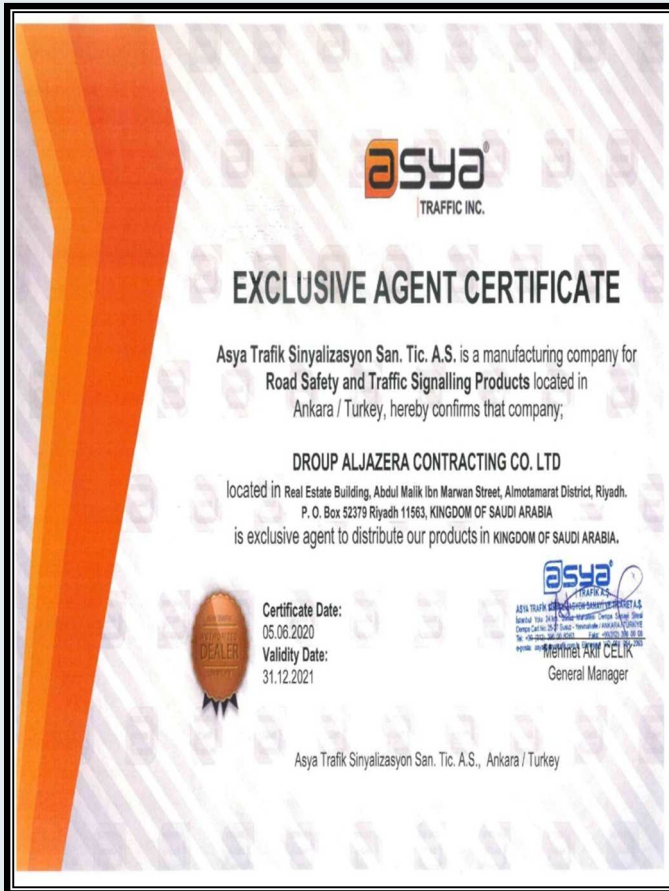 asya®
TRAFFIC INC.
EXCLUSIVE AGENT CERTIFICATE
Asya Trafik Sinyalizasyon San. Tic. A.S. is a manufacturing company for
Road Safety and Traffic Signalling Products located in
Ankara / Turkey, hereby confirms that company;
DROUP ALJAZERA CONTRACTING CO. LTD
located in Real Estate Building, Abdul Malik Ibn Marwan Street, Almotamarat District, Riyadh.
P. O. Box 52379 Riyadh 11563, KINGDOM OF SAUDI ARABIA
is exclusive agent to distribute our products in KINGDOM OF SAUDI ARABIA.
DEALER
Certificate Date:
05.06.2020
Validity Date:
31.12.2021
asya®
TRAFİK A.Ş.
Mehmet Akif CELIK
General Manager
Asya Trafik Sinyalizasyon San. Tic. A.S., Ankara / Turkey